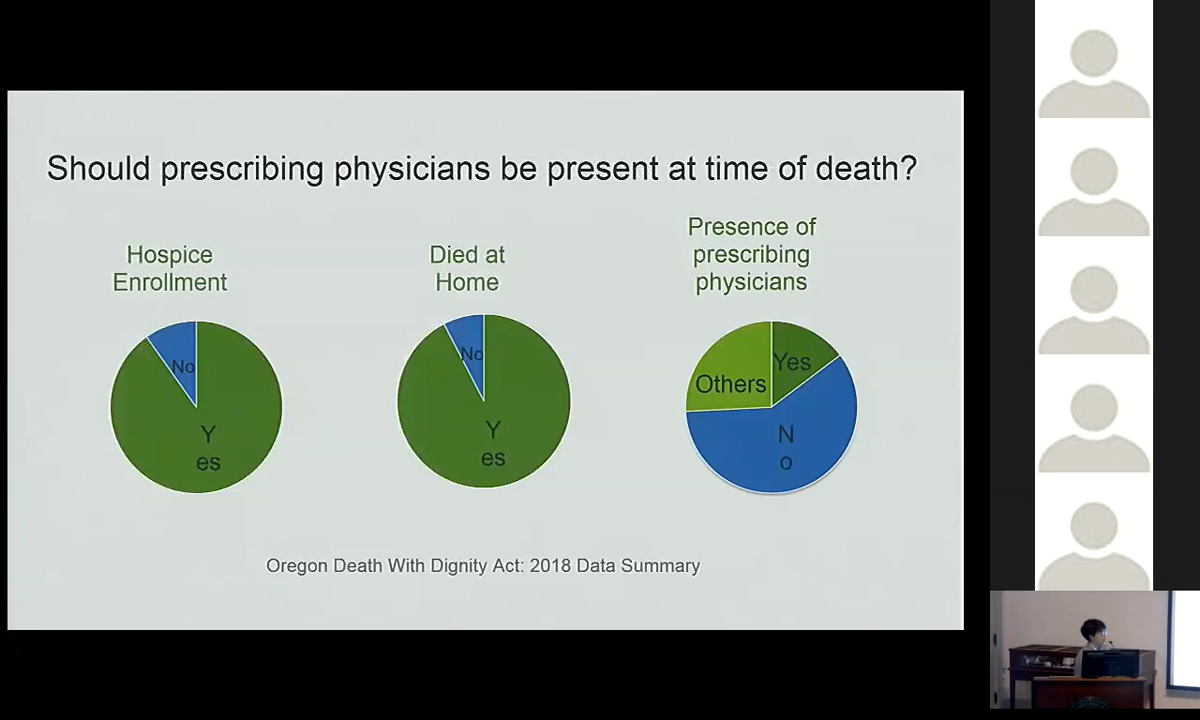 Should prescribing physicians be present at time of death?
Hospice
Enrollment
No
Y
es
Died at
Home
No
Y
es
Presence of
prescribing
physicians
Yes
Others
N
o
Oregon Death With Dignity Act: 2018 Data Summary